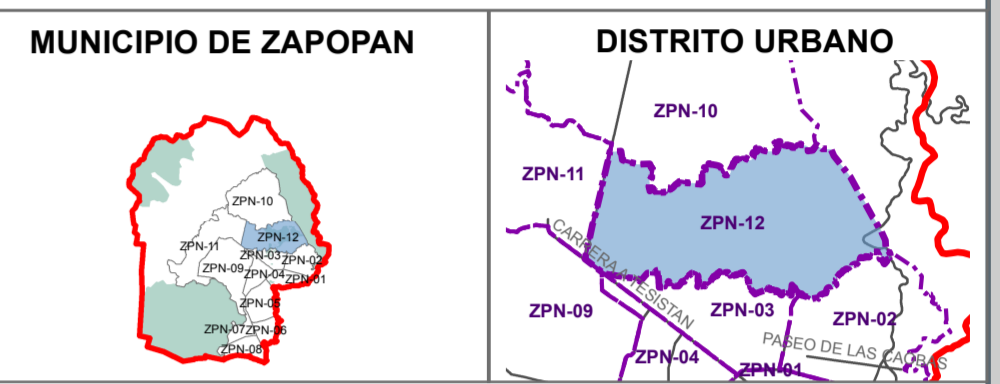 MUNICIPIO DE ZAPOPAN
ZPN-10
ZPN-12
ZPN-11
ZPN-03
ZPN-02
ZPN-09
ZPN-04
ZPN-01
ZPN-05
ZPN-07
ZPN-06
ZPN-08
DISTRITO URBANO
ZPN-10
ZPN-11
ZPN-12
CARRERA A TESISTAN
ZPN-09
ZPN-03
ZPN-02
PASEO DE LAS CAOBAS
ZPN-04
ZPN-01